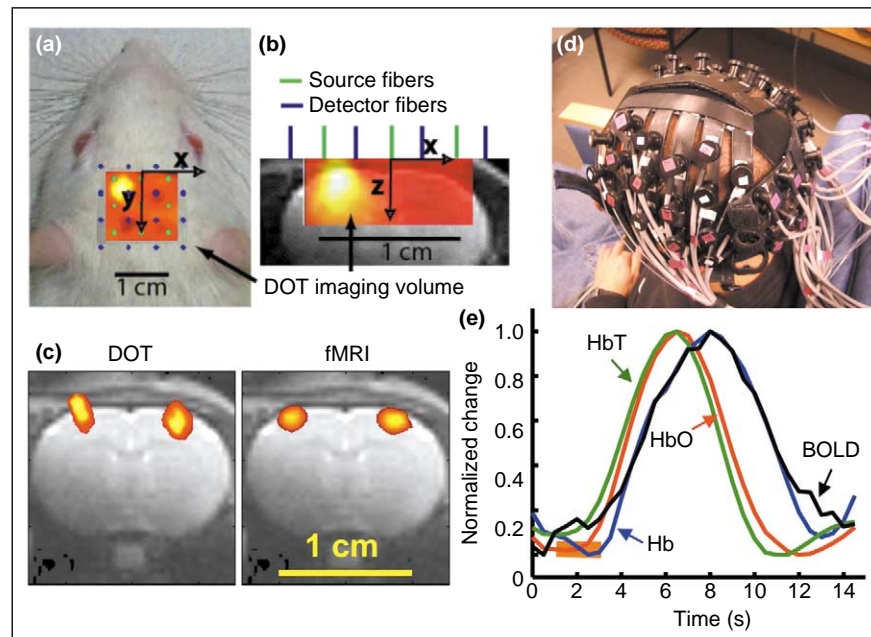 (a)
x
y
1 cm
(b)
Source fibers
Detector fibers
x
z
1 cm
DOT imaging volume
(c)
DOT
fMRI
1 cm
(d)
(e)
Normalized change
1.0
0.8
0.6
0.4
0.2
0
HbT
HbO
BOLD
Hb
0 2 4 6 8 10 12 14
Time (s)